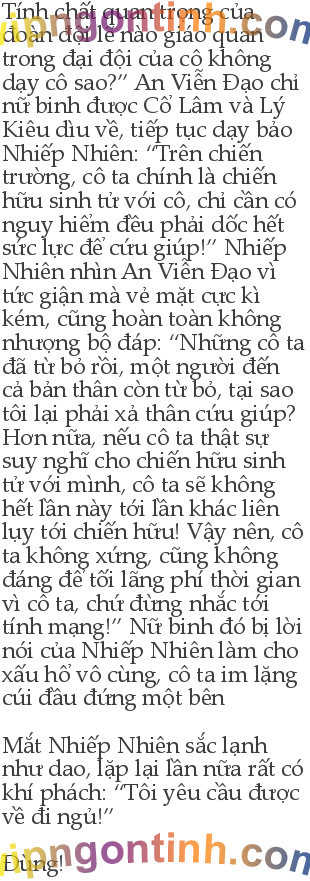 Tính chất quan trọng của
đoàn đội lẽ nào giáo quan
trong đại đội của cô không
dạy cô sao?” An Viễn Đạo chỉ
nữ binh được Cổ Lâm và Lý
Kiêu dìu về, tiếp tục dạy bảo
Nhiếp Nhiên: “Trên chiến
trường, cô ta chính là chiến
hữu sinh tử với cô, chỉ cần có
nguy hiểm đều phải dốc hết
sức lực để cứu giúp!” Nhiếp
Nhiên nhìn An Viễn Đạo vì
tức giận mà vẻ mặt cực kì
kém, cũng hoàn toàn không
nhượng bộ đáp: “Những cô ta
đã từ bỏ rồi, một người đến
cả bản thân còn từ bỏ, tại sao
tôi lại phải xả thân cứu giúp?
Hơn nữa, nếu cô ta thật sự
suy nghĩ cho chiến hữu sinh
tử với mình, cô ta sẽ không
hết lần này tới lần khác liên
lụy tới chiến hữu! Vậy nên, cô
ta không xứng, cũng không
đáng để tối lãng phí thời gian
vì cô ta, chứ đừng nhắc tới
tính mạng!” Nữ binh đó bị lời
nói của Nhiếp Nhiên làm cho
xấu hổ vô cùng, cô ta im lặng
cúi đầu đứng một bên
Mắt Nhiếp Nhiên sắc lạnh
như dao, lặp lại lần nữa rất có
khí phách: “Tôi yêu cầu được
về đi ngủ!”
vipngontinh.com
Đùng!